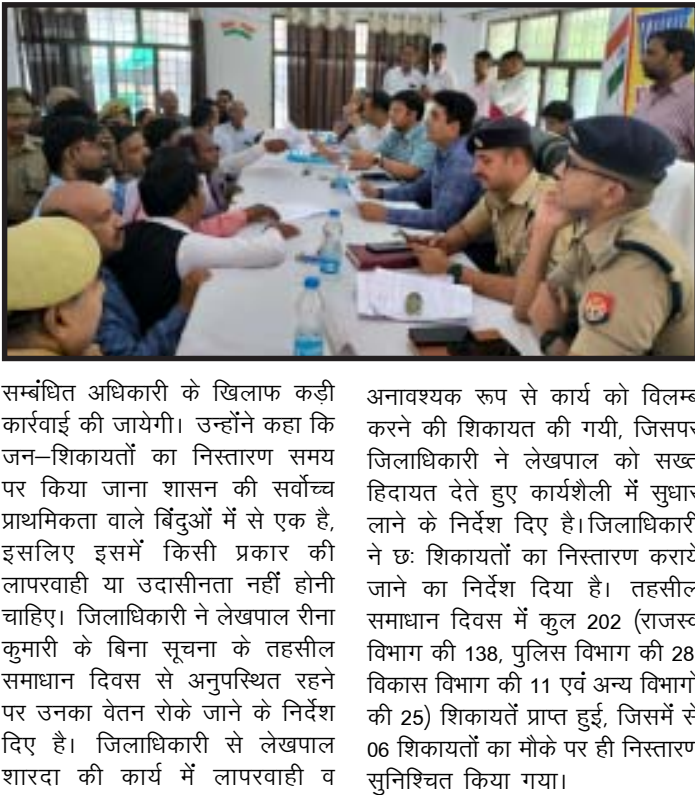 सम्बंधित अधिकारी के खिलाफ कड़ी
कार्रवाई की जायेगी। उन्होंने कहा कि
जन–शिकायतों का निस्तारण समय
पर किया जाना शासन की सर्वोच्च
प्राथमिकता वाले बिंदुओं में से एक है,
इसलिए इसमें किसी प्रकार की
लापरवाही या उदासीनता नहीं होनी
चाहिए। जिलाधिकारी ने लेखपाल रीना
कुमारी के बिना सूचना के तहसील
समाधान दिवस से अनुपस्थित रहने
पर उनका वेतन रोके जाने के निर्देश
दिए है। जिलाधिकारी से लेखपाल
शारदा की कार्य में लापरवाही व
अनावश्यक रूप से कार्य को विलम्ब
करने की शिकायत की गयी, जिसपर
जिलाधिकारी ने लेखपाल को सख्त
हिदायत देते हुए कार्यशैली में सुधार
लाने के निर्देश दिए है। जिलाधिकारी
ने छः शिकायतों का निस्तारण कराये
जाने का निर्देश दिया है। तहसील
समाधान दिवस में कुल 202 (राजस्व
विभाग की 138, पुलिस विभाग की 28
विकास विभाग की 11 एवं अन्य विभागों
की 25) शिकायतें प्राप्त हुई, जिसमें से
06 शिकायतों का मौके पर ही निस्तारण
सुनिश्चित किया गया।